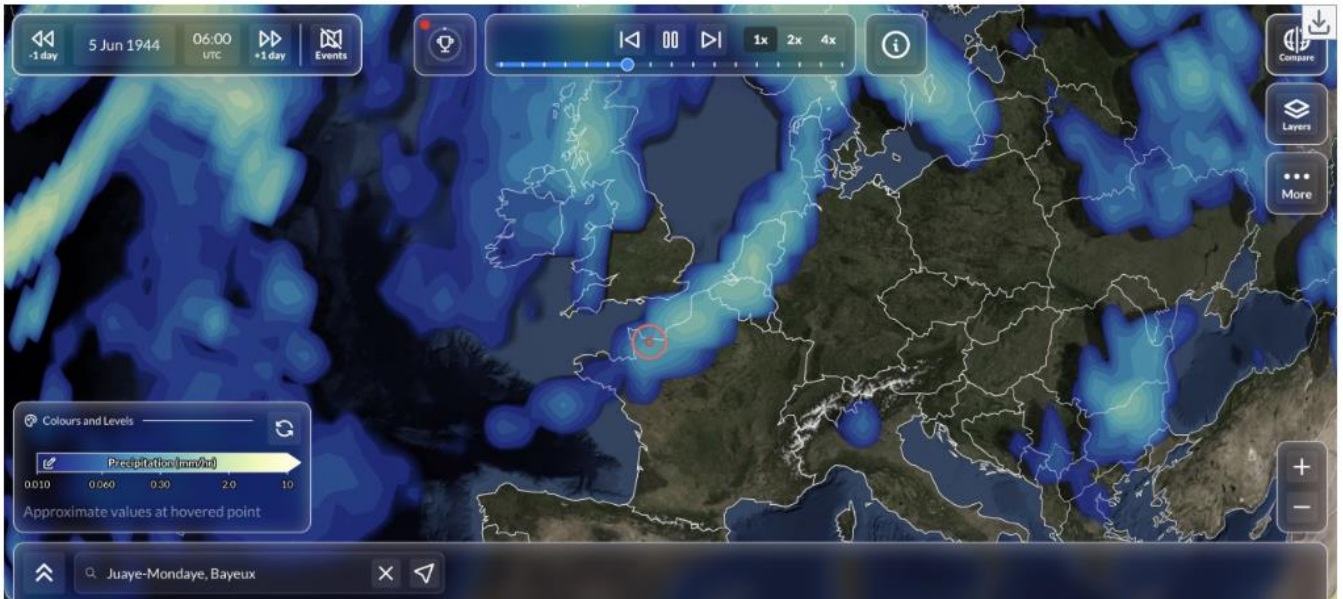 -1 day
5 Jun 1944
06:00
UTC
+1 day
Events
1x
2x
4x
Compare
Layers
More
Colours and Levels
Precipitation (mm/hr)
0.010 0.060 0.30 2.0 10
Approximate values at hovered point
Juaye-Mondaye, Bayeux